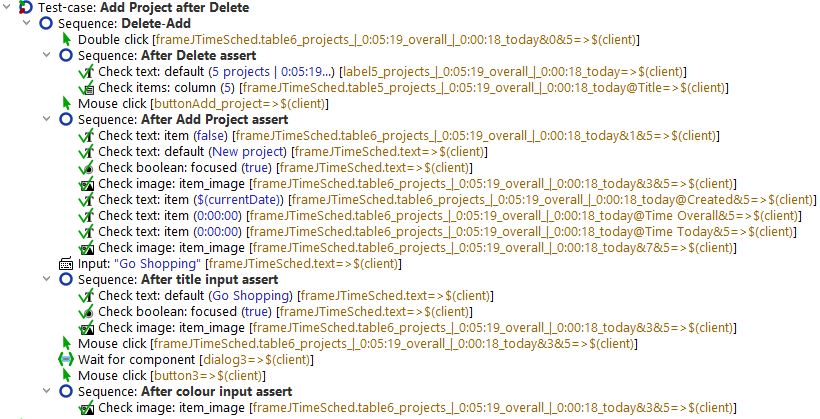 Test-case: Add Project after Delete
Sequence: Delete-Add
Double click [frameJTimeSched.table6_projects_|_0:05:19_overall_|_0:00:18_today&0&5=>$(client)]
Sequence: After Delete assert
Check text: default (5 projects | 0:05:19...) [label5_projects_|_0:05:19_overall_|_0:00:18_today=>$(client)]
Check items: column (5) [frameJTimeSched.table5_projects_|_0:05:19_overall_|_0:00:18_today@Title=>$(client)]
Mouse click [buttonAdd_project=>$(client)]
Sequence: After Add Project assert
Check text: item (false) [frameJTimeSched.table6_projects_|_0:05:19_overall_|_0:00:18_today&1&5=>$(client)]
Check text: default (New project) [frameJTimeSched.text=>$(client)]
Check boolean: focused (true) [frameJTimeSched.text=>$(client)]
Check image: item_image [frameJTimeSched.table6_projects_|_0:05:19_overall_|_0:00:18_today&3&5=>$(client)]
Check text: item ($(currentDate)) [frameJTimeSched.table6_projects_|_0:05:19_overall_|_0:00:18_today@Created&5=>$(client)]
Check text: item (0:00:00) [frameJTimeSched.table6_projects_|_0:05:19_overall_|_0:00:18_today@Time Overall&5=>$(client)]
Check text: item (0:00:00) [frameJTimeSched.table6_projects_|_0:05:19_overall_|_0:00:18_today@Time Today&5=>$(client)]
Check image: item_image [frameJTimeSched.table6_projects_|_0:05:19_overall_|_0:00:18_today&7&5=>$(client)]
Input: "Go Shopping" [frameJTimeSched.text=>$(client)]
Sequence: After title input assert
Check text: default (Go Shopping) [frameJTimeSched.text=>$(client)]
Check boolean: focused (true) [frameJTimeSched.text=>$(client)]
Check image: item_image [frameJTimeSched.table6_projects_|_0:05:19_overall_|_0:00:18_today&3&5=>$(client)]
Mouse click [frameJTimeSched.table6_projects_|_0:05:19_overall_|_0:00:18_today&3&5=>$(client)]
Wait for component [dialog3=>$(client)]
Mouse click [button3=>$(client)]
Sequence: After colour input assert
Check image: item_image [frameJTimeSched.table6_projects_|_0:05:19_overall_|_0:00:18_today&3&5=>$(client)]